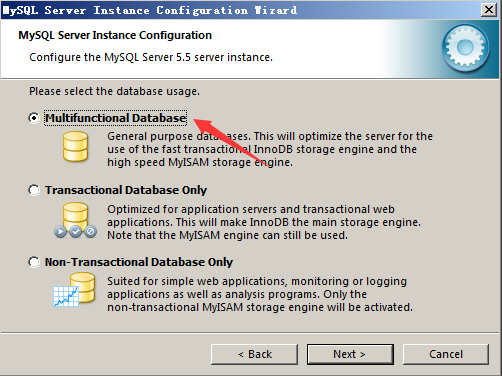 MySQL Server Instance Configuration Wizard
MySQL Server Instance Configuration
Configure the MySQL Server 5.5 server instance.
Please select the database usage.
Multifunctional Database
General purpose databases. This will optimize the server for the
use of the fast transactional InnoDB storage engine and the
high speed MyISAM storage engine.
Transactional Database Only
Optimized for application servers and transactional web
applications. This will make InnoDB the main storage engine.
Note that the MyISAM engine can still be used.
Non-Transactional Database Only
Suited for simple web applications, monitoring or logging
applications as well as analysis programs. Only the
non-transactional MyISAM storage engine will be activated.
< Back
Next >
Cancel